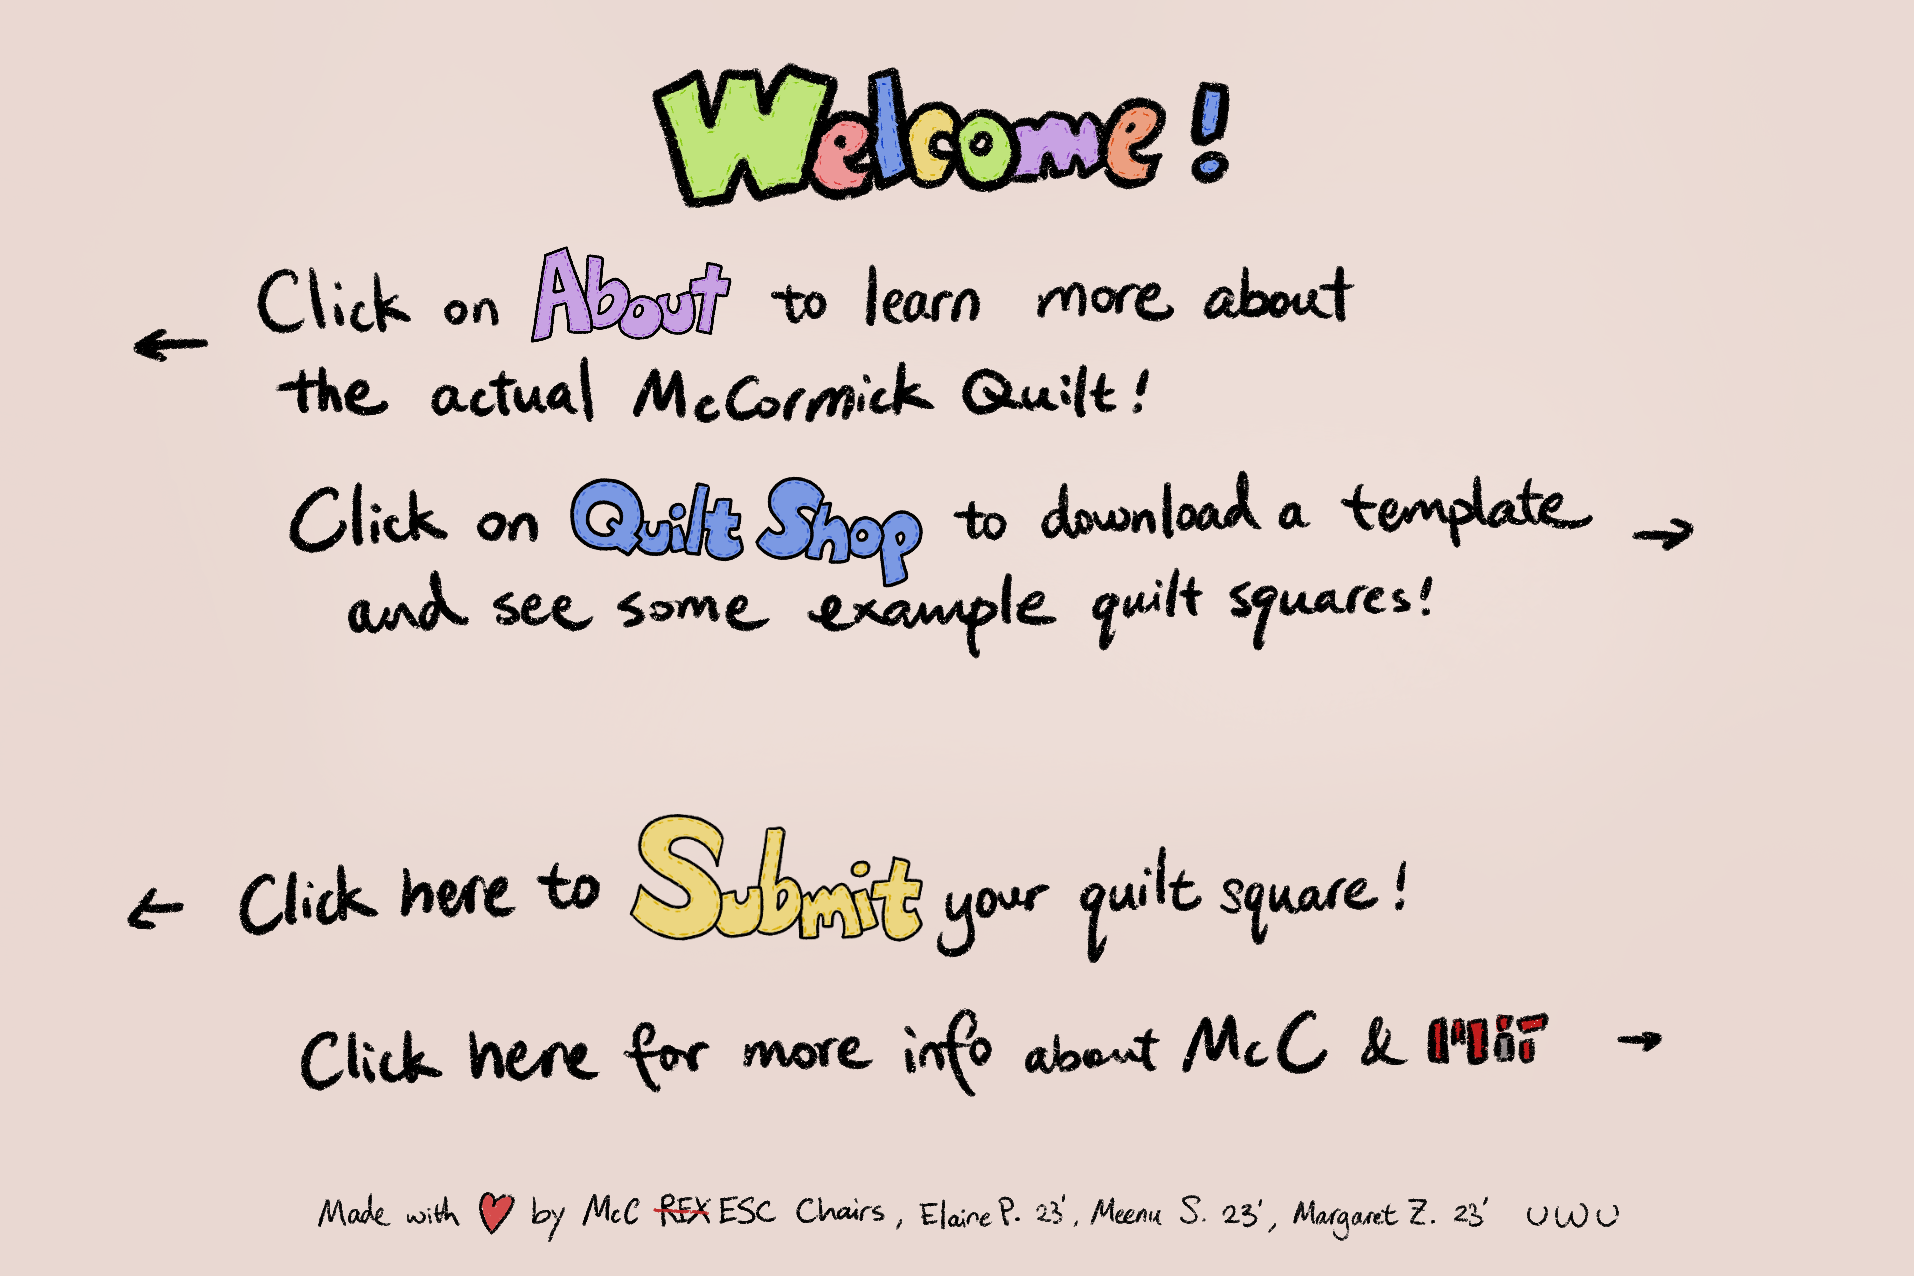 Welcome!
Click on About to learn more about
the actual McCormick Quilt!
Click on Quilt Shop to download a template
and see some example quilt squares!
Click here to Submit your quilt square!
Click here for more info about McC & MIT
Made with ❤ by McC REX ESC Chairs, Elaine P. 23', Meenu S. 23', Margaret Z. 23' UWU